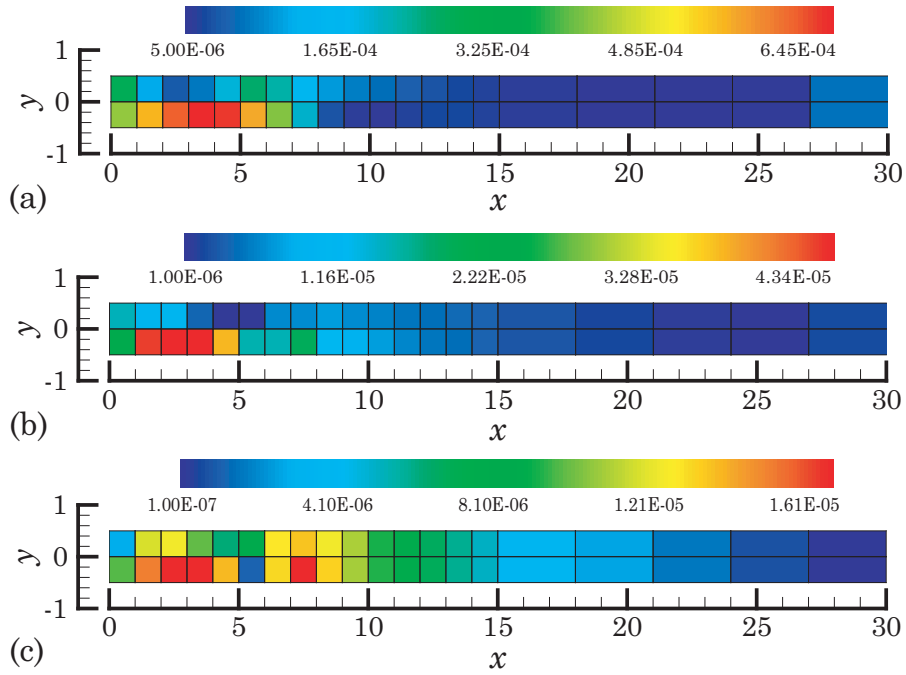 5.00E-06 1.65E-04 3.25E-04 4.85E-04 6.45E-04
1
y 0
-1
0 5 10 15 20 25 30
(a) x
1.00E-06 1.16E-05 2.22E-05 3.28E-05 4.34E-05
1
y 0
-1
0 5 10 15 20 25 30
(b) x
1.00E-07 4.10E-06 8.10E-06 1.21E-05 1.61E-05
1
y 0
-1
0 5 10 15 20 25 30
(c) x